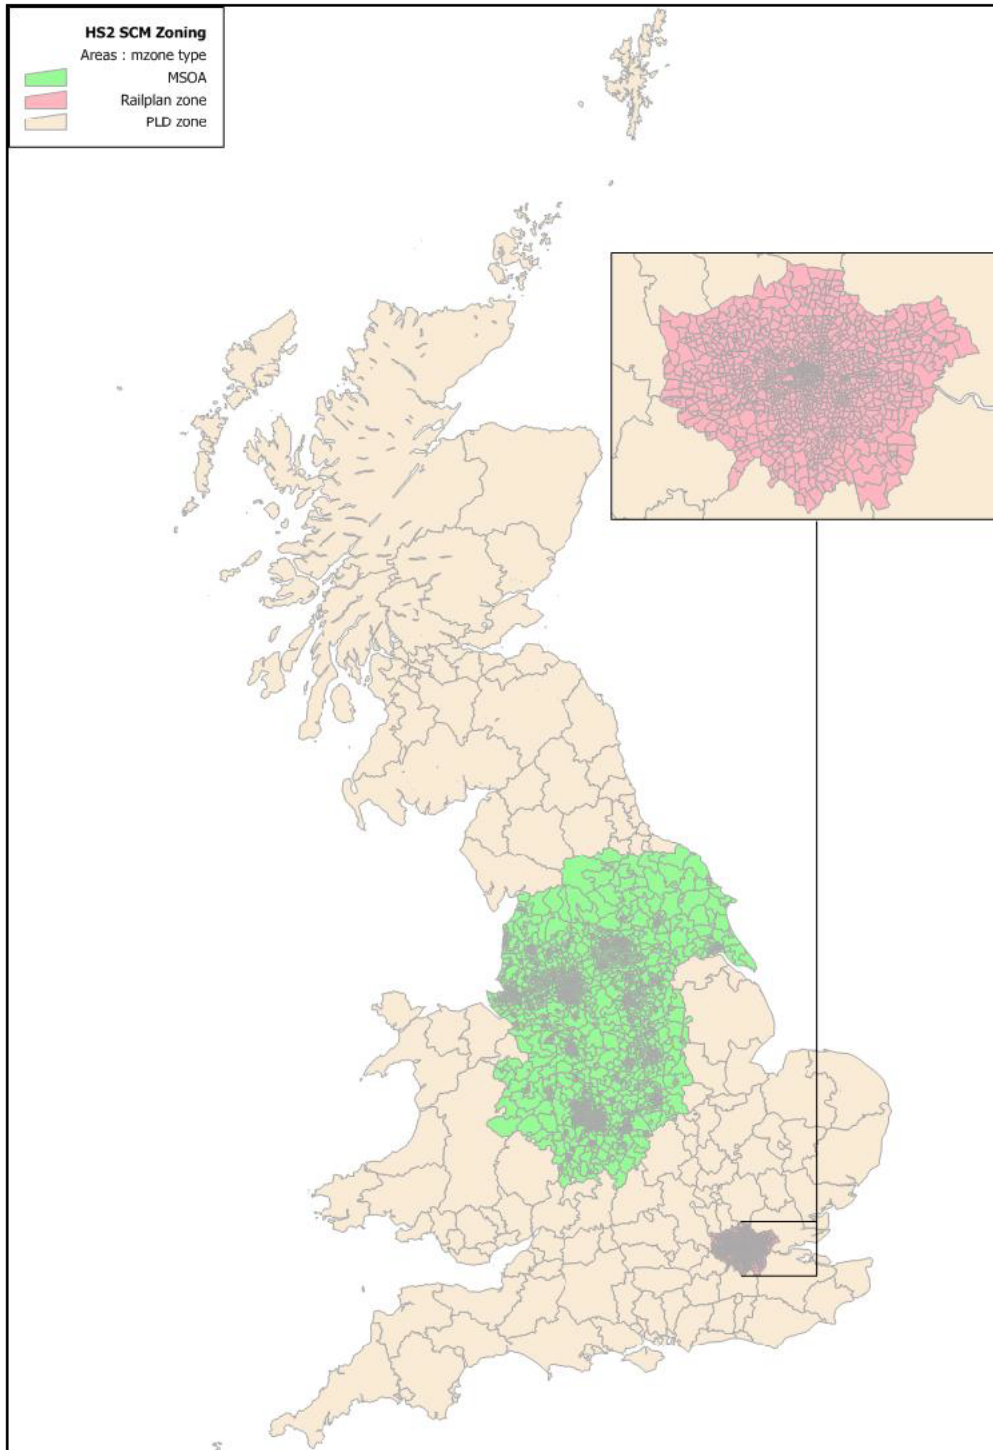 HS2 SCM Zoning
Areas : mzone type
MSOA
Railplan zone
PLD zone